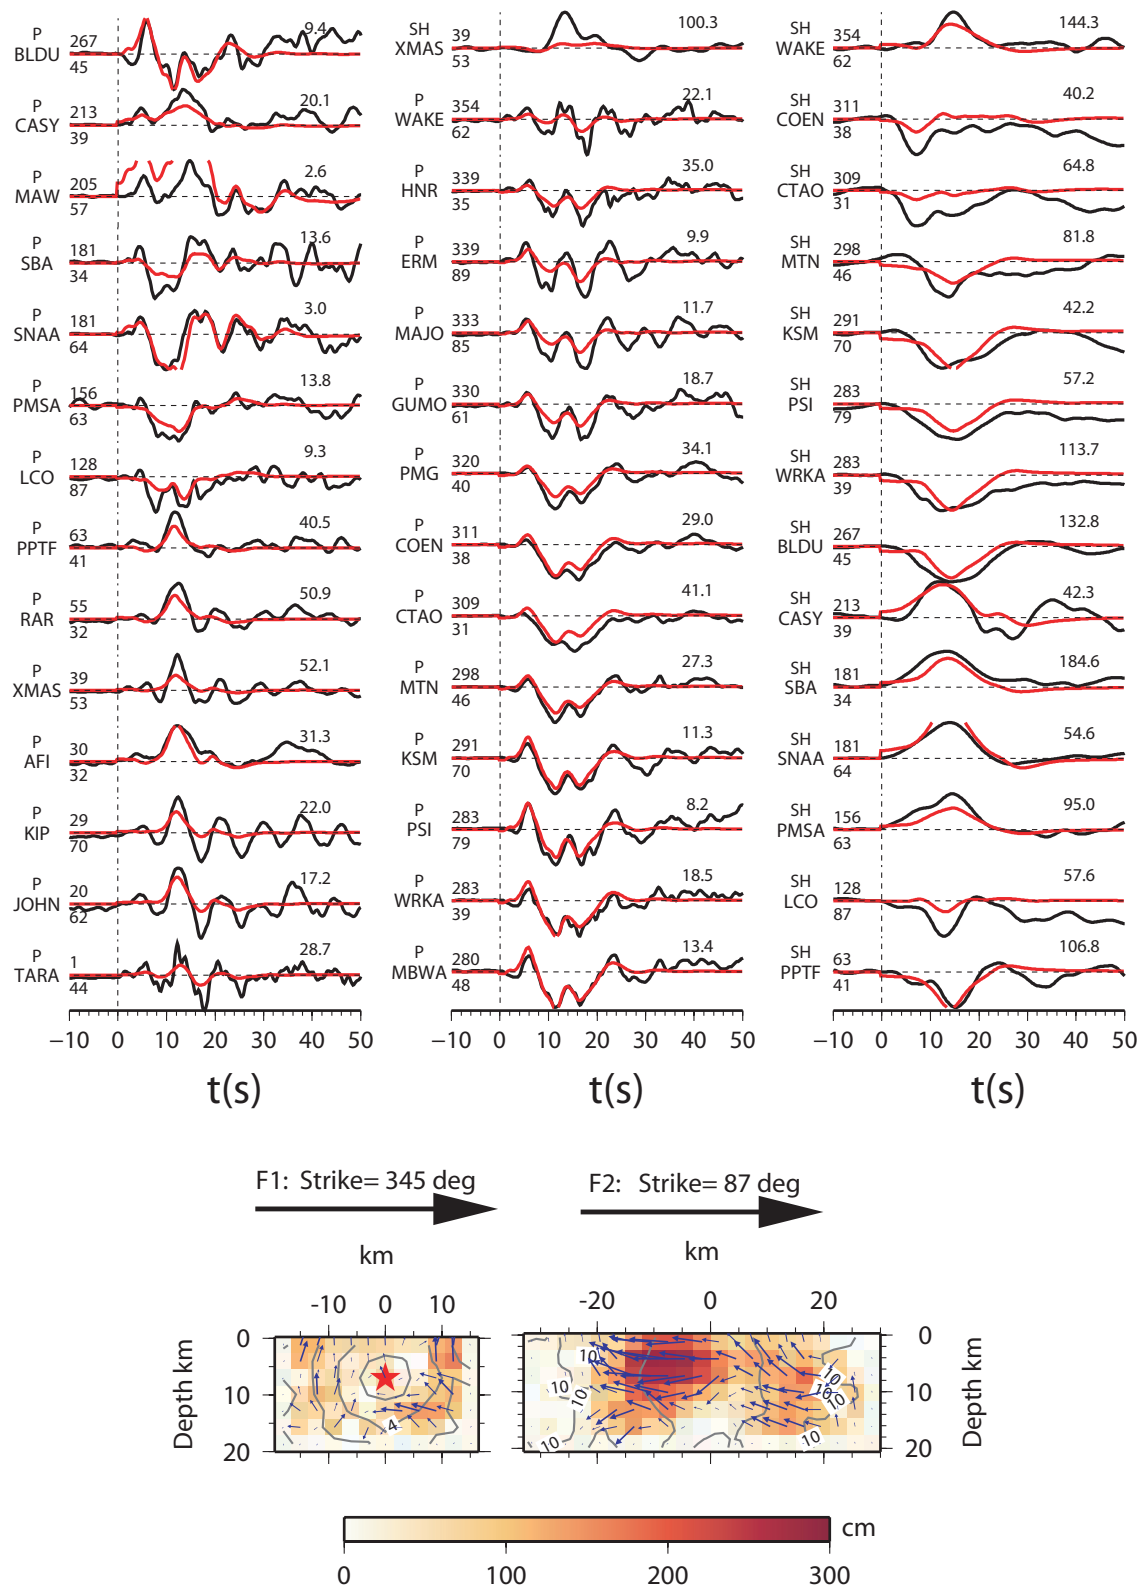 P BLDU 267 45 9.4
P CASY 213 39 20.1
P MAW 205 57 2.6
P SBA 181 34 13.6
P SNAA 181 64 3.0
P PMSA 156 63 13.8
P LCO 128 87 9.3
P PPTF 63 41 40.5
P RAR 55 32 50.9
P XMAS 39 53 52.1
P AFI 30 32 31.3
P KIP 29 70 22.0
P JOHN 20 62 17.2
P TARA 1 44 28.7
−10 0 10 20 30 40 50
t(s)
SH XMAS 39 53 100.3
P WAKE 354 62 22.1
P HNR 339 35 35.0
P ERM 339 89 9.9
P MAJO 333 85 11.7
P GUMO 330 61 18.7
P PMG 320 40 34.1
P COEN 311 38 29.0
P CTAO 309 31 41.1
P MTN 298 46 27.3
P KSM 291 70 11.3
P PSI 283 79 8.2
P WRKA 283 39 18.5
P MBWA 280 48 13.4
−10 0 10 20 30 40 50
t(s)
SH WAKE 354 62 144.3
SH COEN 311 38 40.2
SH CTAO 309 31 64.8
SH MTN 298 46 81.8
SH KSM 291 70 42.2
SH PSI 283 79 57.2
SH WRKA 283 39 113.7
SH BLDU 267 45 132.8
SH CASY 213 39 42.3
SH SBA 181 34 184.6
SH SNAA 181 64 54.6
SH PMSA 156 63 95.0
SH LCO 128 87 57.6
SH PPTF 63 41 106.8
−10 0 10 20 30 40 50
t(s)
F1: Strike= 345 deg
km
-10 0 10
Depth km
0
10
20
4
F2: Strike= 87 deg
km
-20 0 20
10
10
10
10
10
10
10
10
0
10
20
Depth km
cm
0 100 200 300